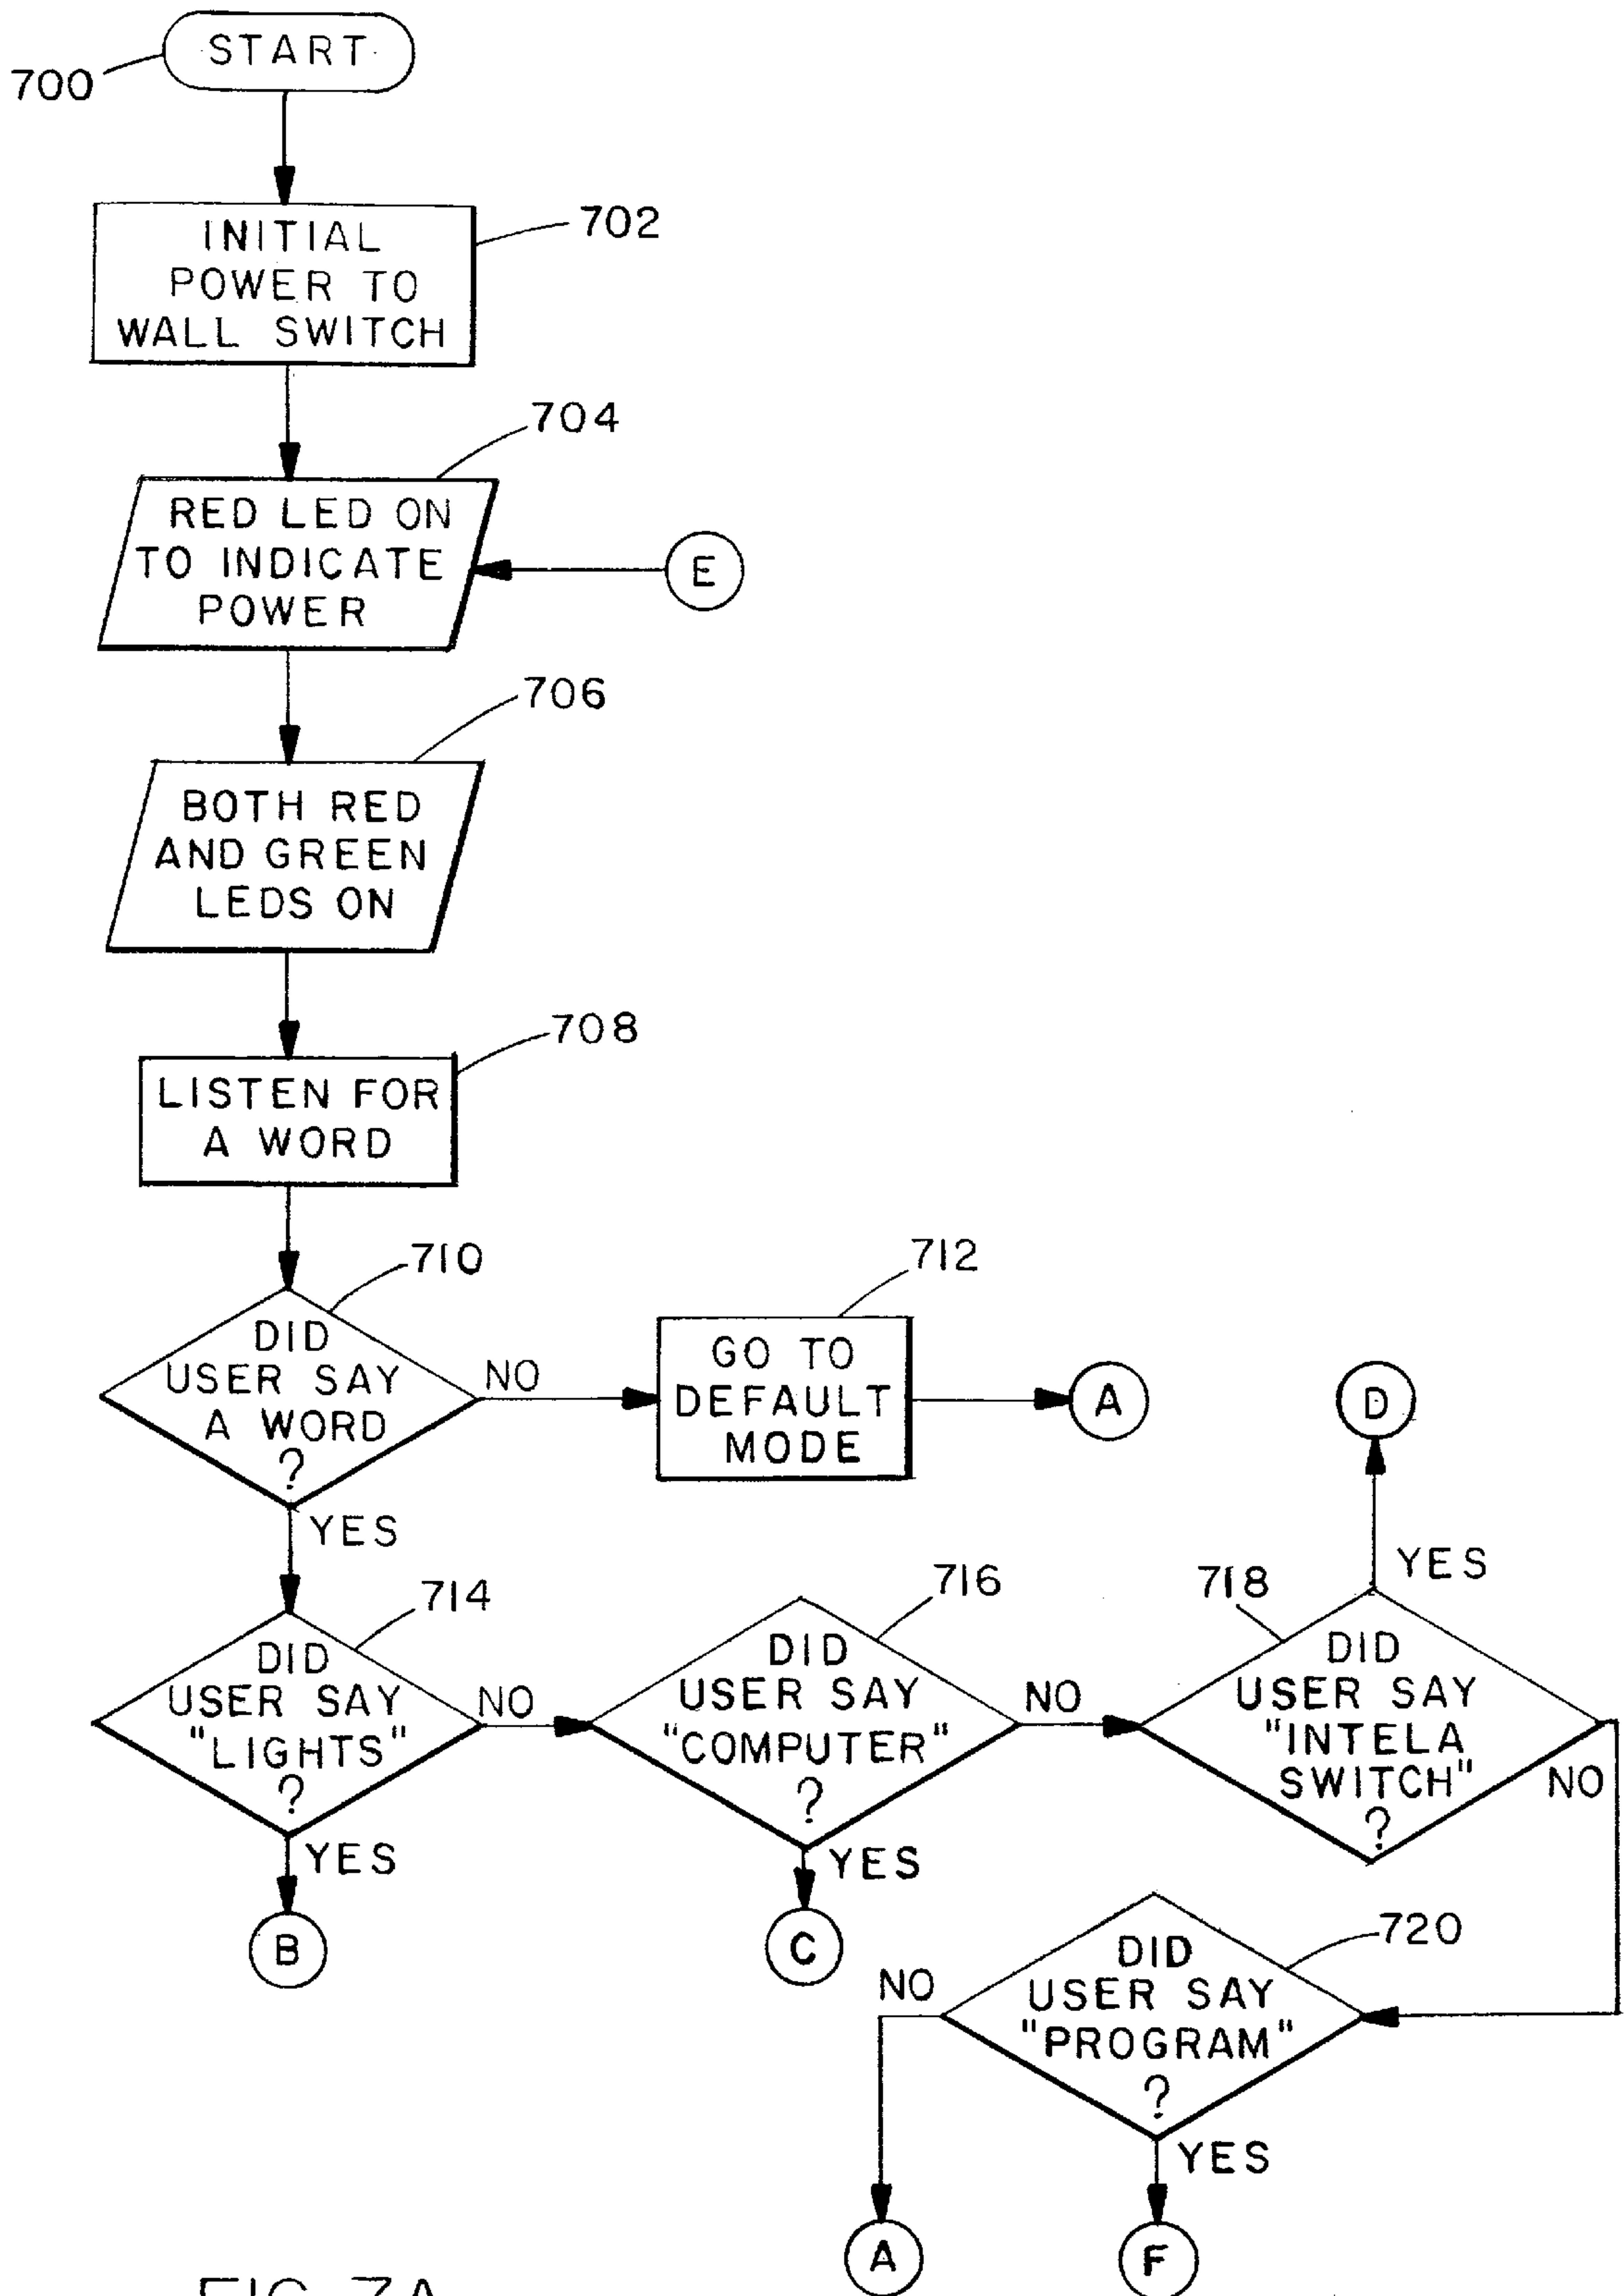 START
700
INITIAL
POWER TO
WALL SWITCH
702
704
RED LED ON
TO INDICATE
POWER
E
706
BOTH RED
AND GREEN
LEDS ON
708
LISTEN FOR
A WORD
710
DID
USER SAY
A WORD
?
NO
YES
712
GO TO
DEFAULT
MODE
A
D
714
DID
USER SAY
"LIGHTS"
?
NO
YES
B
716
DID
USER SAY
"COMPUTER"
?
NO
YES
C
718
YES
DID
USER SAY
"INTELA
SWITCH"
?
NO
720
DID
USER SAY
"PROGRAM"
?
NO
YES
A
F
FIG. 7A